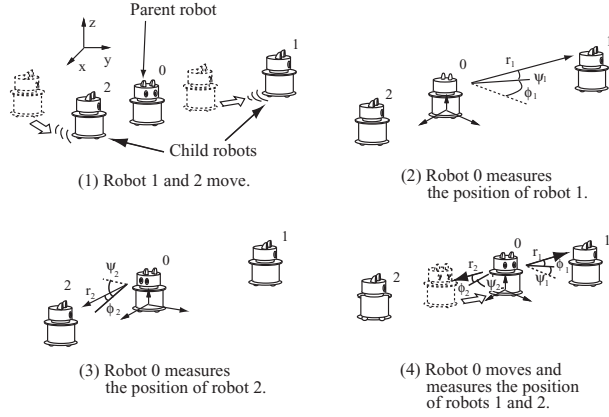 Parent robot
z
y
x
2
0
1
Child robots
(1) Robot 1 and 2 move.
0
1
2
r₁
ψ₁
ϕ₁
(2) Robot 0 measures
the position of robot 1.
0
1
2
ψ₂
r₂
ϕ₂
(3) Robot 0 measures
the position of robot 2.
0
1
2
r₂
ϕ₂
ψ₂
r₁
ϕ₁
ψ₁
(4) Robot 0 moves and
measures the position
of robots 1 and 2.